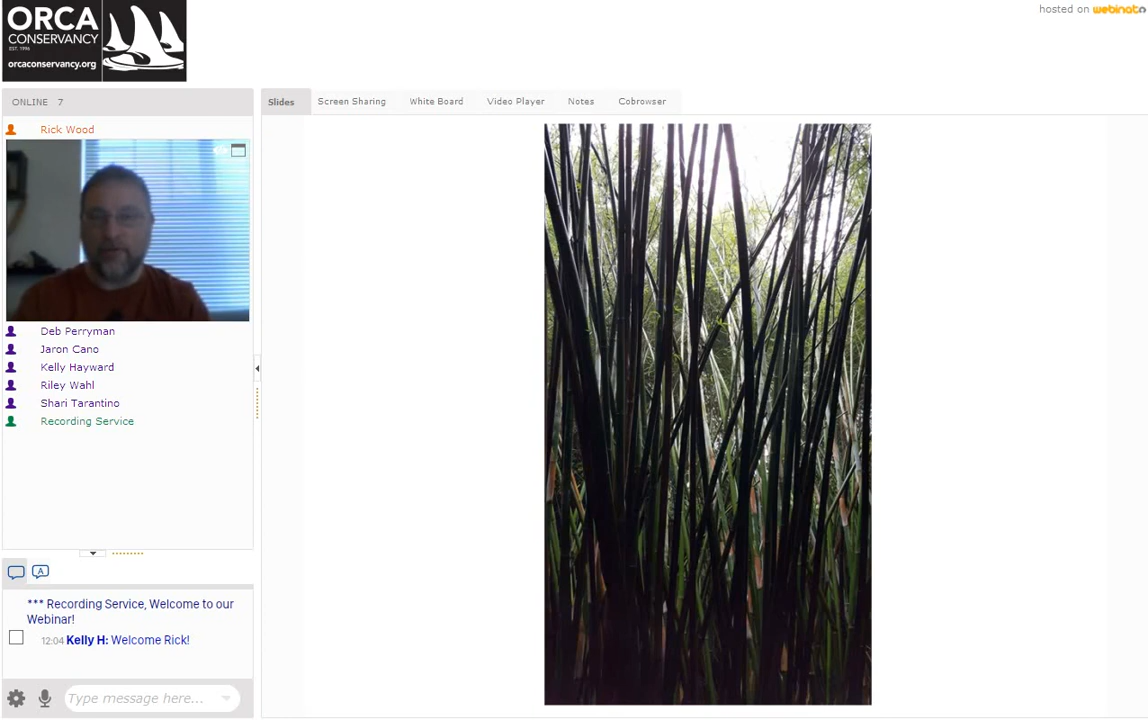 ORCA
CONSERVANCY
EST. 1996
orcaconservancy.org
hosted on webinato
ONLINE 7
Slides
Screen Sharing
White Board
Video Player
Notes
Cobrowser
Rick Wood
Deb Perryman
Jaron Cano
Kelly Hayward
Riley Wahl
Shari Tarantino
Recording Service
A
*** Recording Service, Welcome to our
Webinar!
12:04 Kelly H: Welcome Rick!
Type message here...